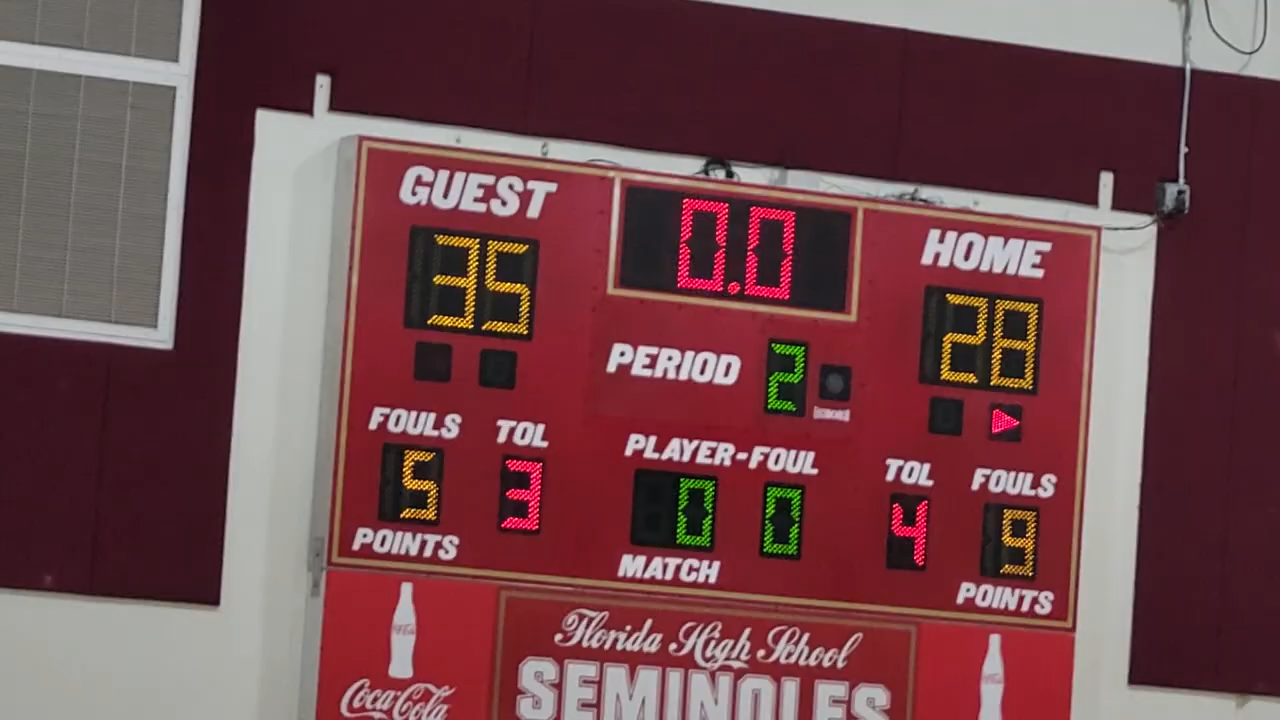 GUEST
0.0
HOME
35
28
PERIOD 2
FOULS TOL
PLAYER-FOUL
TOL FOULS
5 3 0 0 4 9
POINTS
MATCH
POINTS
Florida High School
SEMINOLES
Coca-Cola